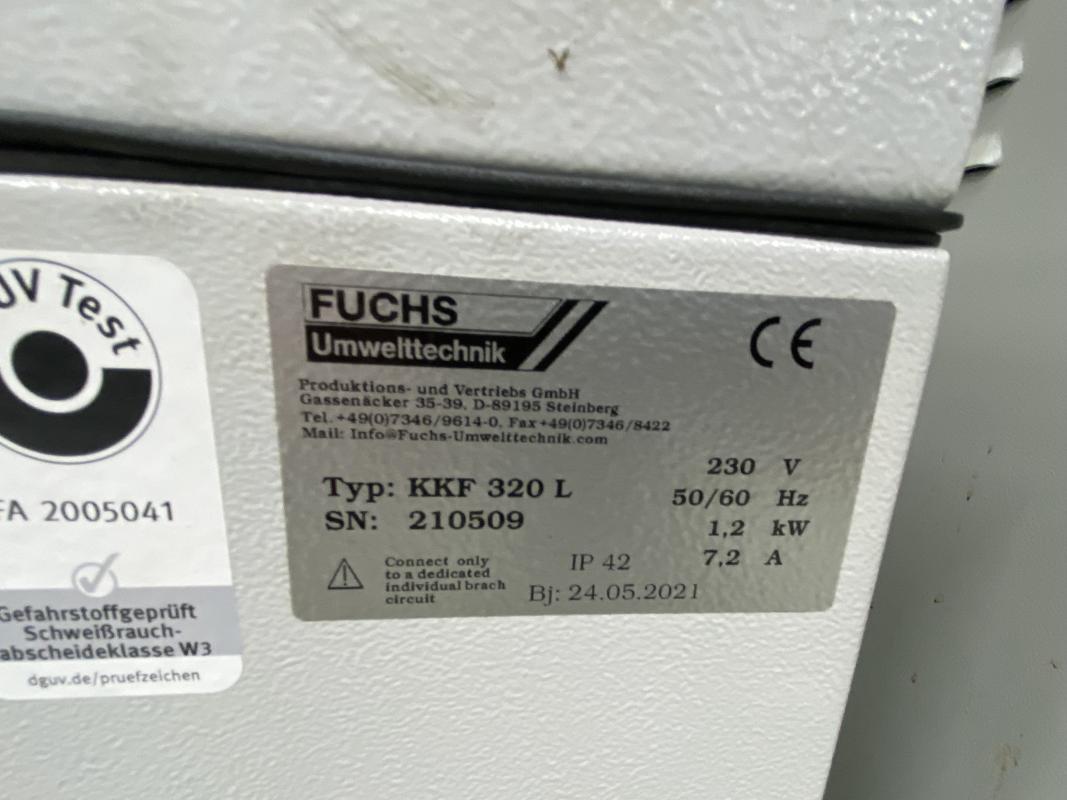 Test
FA 2005041
Gefahrstoffgeprüft
Schweißrauch-
abscheideklasse W3
dguv.de/pruefzeichen
FUCHS
Umwelttechnik
CE
Produktions- und Vertriebs GmbH
Gassenäcker 35-39, D-89195 Steinberg
Tel. +49(0)7346/9614-0, Fax +49(0)7346/8422
Mail: Info@Fuchs-Umwelttechnik.com
Typ: KKF 320 L
SN: 210509
230 V
50/60 Hz
1,2 kW
7,2 A
Connect only
to a dedicated
individual brach
circuit
IP 42
Bj: 24.05.2021